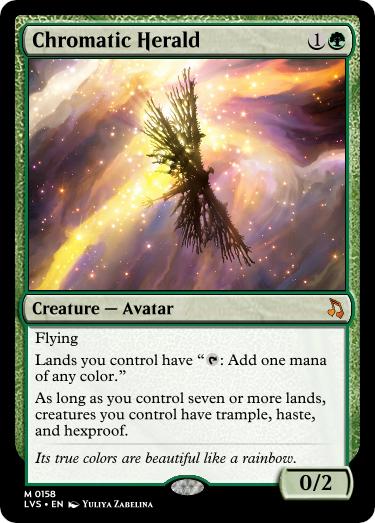 Chromatic Herald 1
Creature — Avatar
Flying
Lands you control have “: Add one mana
of any color.”
As long as you control seven or more lands,
creatures you control have trample, haste,
and hexproof.
Its true colors are beautiful like a rainbow.
0/2
M 0158
LVS • EN Yuliya Zabelina